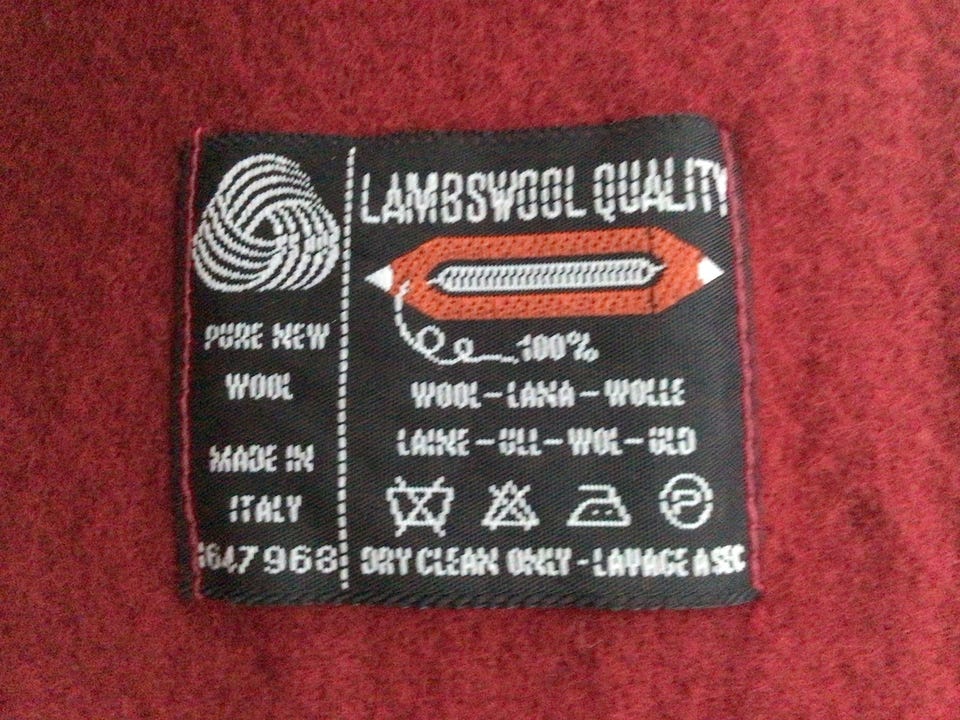 PURE NEW
WOOL
MADE IN
ITALY
LAMBSWOOL QUALITY
100%
WOOL - LANA - WOLLE
LAINE - ULL - WOL - ULD
P
DRY CLEAN ONLY - LAVAGE A SEC